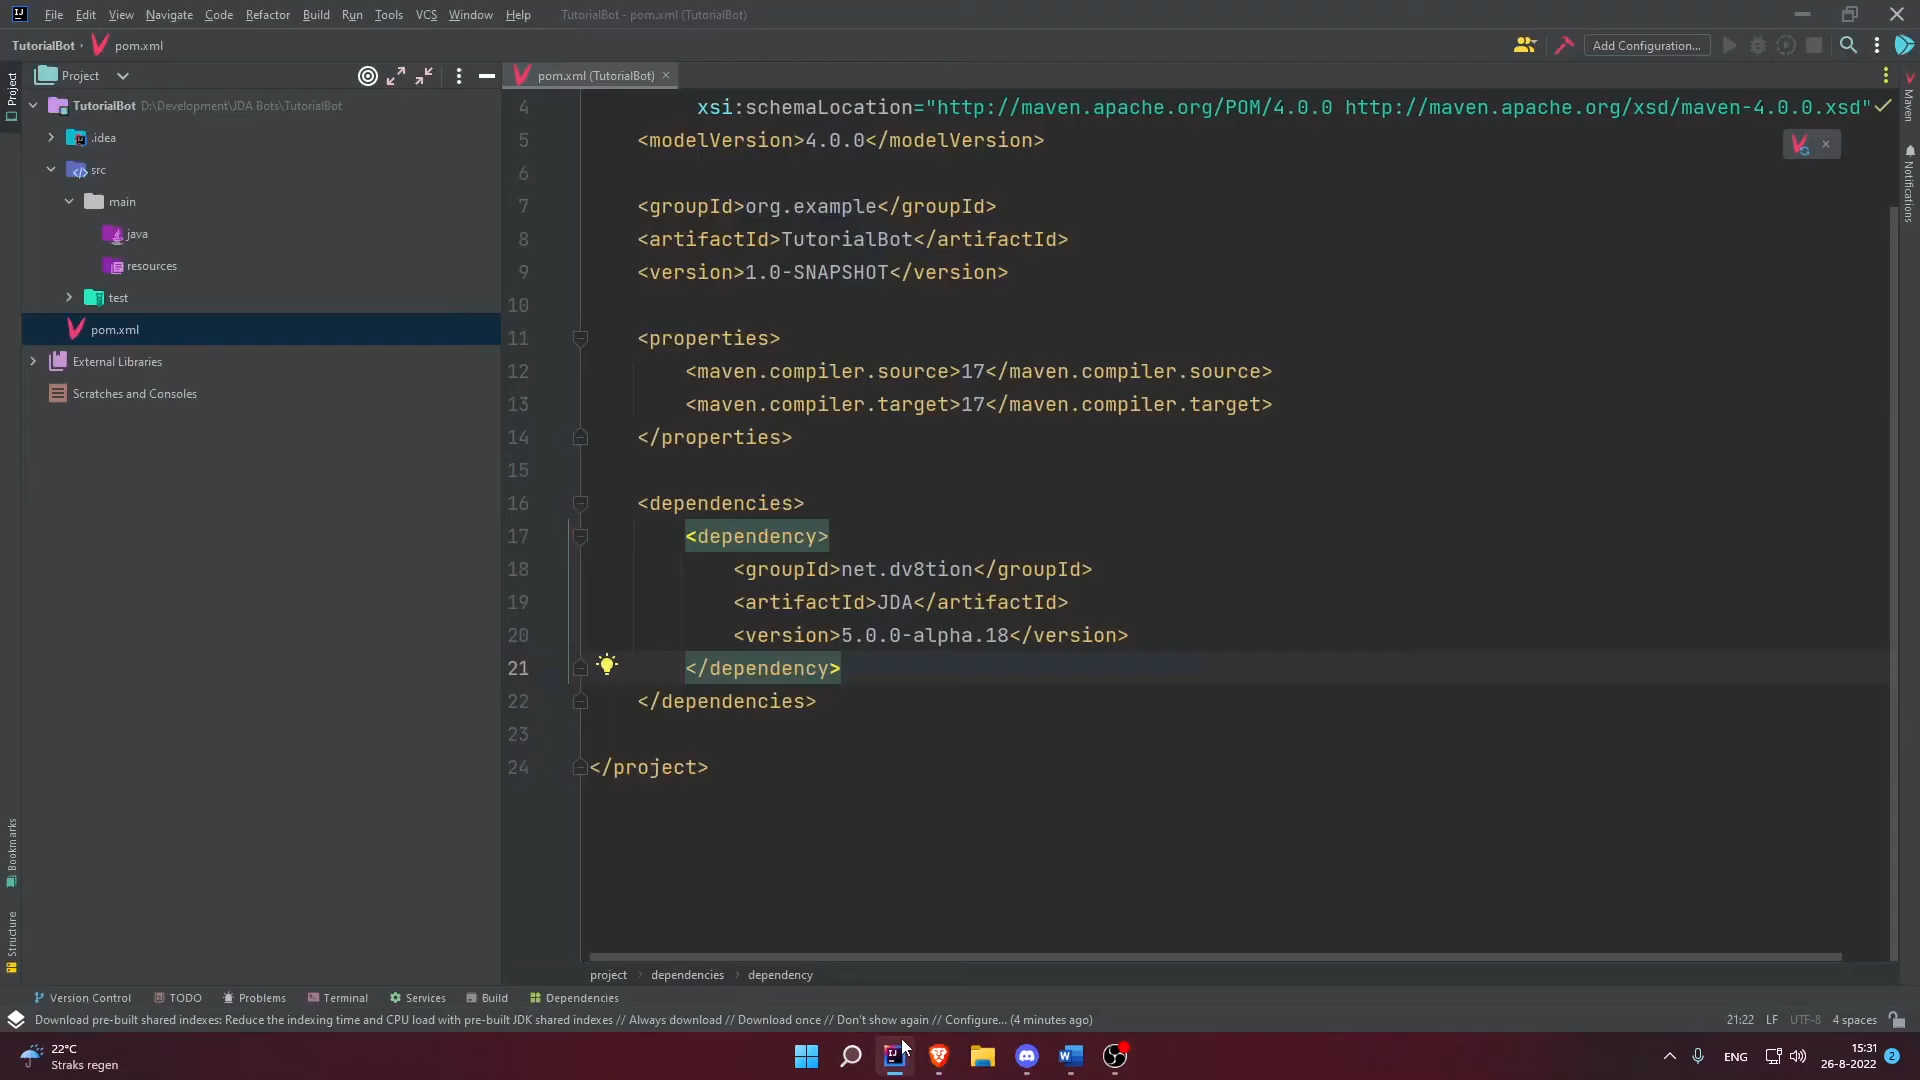 File Edit View Navigate Code Refactor Build Run Tools VCS Window Help TutorialBot - pom.xml (TutorialBot)
TutorialBot › pom.xml
Add Configuration...
Project
Project
pom.xml (TutorialBot)
Maven
Notifications
TutorialBot D:\Development\JDA Bots\TutorialBot
.idea
src
main
java
resources
test
pom.xml
External Libraries
Scratches and Consoles
4 xsi:schemaLocation="http://maven.apache.org/POM/4.0.0 http://maven.apache.org/xsd/maven-4.0.0.xsd"
5 <modelVersion>4.0.0</modelVersion>
6
7 <groupId>org.example</groupId>
8 <artifactId>TutorialBot</artifactId>
9 <version>1.0-SNAPSHOT</version>
10
11 <properties>
12 <maven.compiler.source>17</maven.compiler.source>
13 <maven.compiler.target>17</maven.compiler.target>
14 </properties>
15
16 <dependencies>
17 <dependency>
18 <groupId>net.dv8tion</groupId>
19 <artifactId>JDA</artifactId>
20 <version>5.0.0-alpha.18</version>
21 </dependency>
22 </dependencies>
23
24 </project>
Bookmarks
Structure
project › dependencies › dependency
Version Control TODO Problems Terminal Services Build Dependencies
Download pre-built shared indexes: Reduce the indexing time and CPU load with pre-built JDK shared indexes // Always download // Download once // Don't show again // Configure... (4 minutes ago)
21:22 LF UTF-8 4 spaces
22°C
Straks regen
ENG
15:31
26-8-2022
2